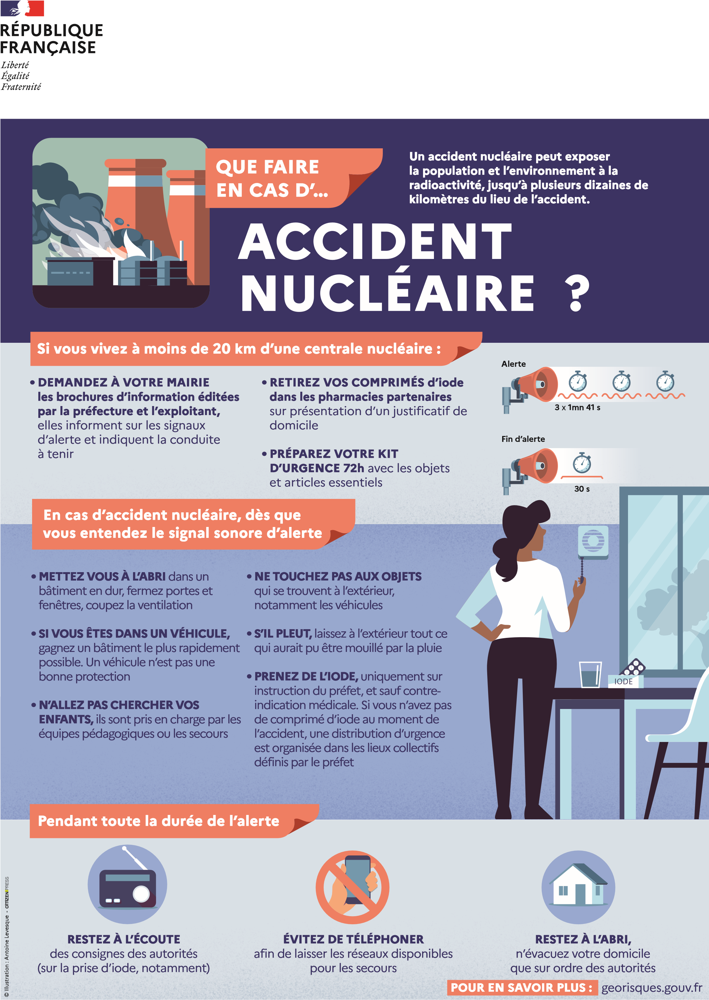 RÉPUBLIQUE
FRANÇAISE
Liberté
Égalité
Fraternité
QUE FAIRE
EN CAS D’...
Un accident nucléaire peut exposer
la population et l’environnement à la
radioactivité, jusqu’à plusieurs dizaines de
kilomètres du lieu de l’accident.
ACCIDENT
NUCLÉAIRE ?
Si vous vivez à moins de 20 km d’une centrale nucléaire :
• DEMANDEZ À VOTRE MAIRIE
les brochures d’information éditées
par la préfecture et l’exploitant,
elles informent sur les signaux
d’alerte et indiquent la conduite
à tenir
• RETIREZ VOS COMPRIMÉS d’iode
dans les pharmacies partenaires
sur présentation d’un justificatif de
domicile
• PRÉPAREZ VOTRE KIT
D’URGENCE 72h avec les objets
et articles essentiels
Alerte
3 x 1mn 41 s
Fin d’alerte
30 s
En cas d’accident nucléaire, dès que
vous entendez le signal sonore d’alerte
• METTEZ VOUS À L’ABRI dans un
bâtiment en dur, fermez portes et
fenêtres, coupez la ventilation
• SI VOUS ÊTES DANS UN VÉHICULE,
gagnez un bâtiment le plus rapidement
possible. Un véhicule n’est pas une
bonne protection
• N’ALLEZ PAS CHERCHER VOS
ENFANTS, ils sont pris en charge par les
équipes pédagogiques ou les secours
• NE TOUCHEZ PAS AUX OBJETS
qui se trouvent à l’extérieur,
notamment les véhicules
• S’IL PLEUT, laissez à l’extérieur tout ce
qui aurait pu être mouillé par la pluie
• PRENEZ DE L’IODE, uniquement sur
instruction du préfet, et sauf contre-
indication médicale. Si vous n’avez pas
de comprimé d’iode au moment de
l’accident, une distribution d’urgence
est organisée dans les lieux collectifs
définis par le préfet
IODE
Pendant toute la durée de l’alerte
RESTEZ À L’ÉCOUTE
des consignes des autorités
(sur la prise d’iode, notamment)
ÉVITEZ DE TÉLÉPHONER
afin de laisser les réseaux disponibles
pour les secours
RESTEZ À L’ABRI,
n’évacuez votre domicile
que sur ordre des autorités
POUR EN SAVOIR PLUS : georisques.gouv.fr
© Illustration : Antoine Levesque - CITIZENPRESS